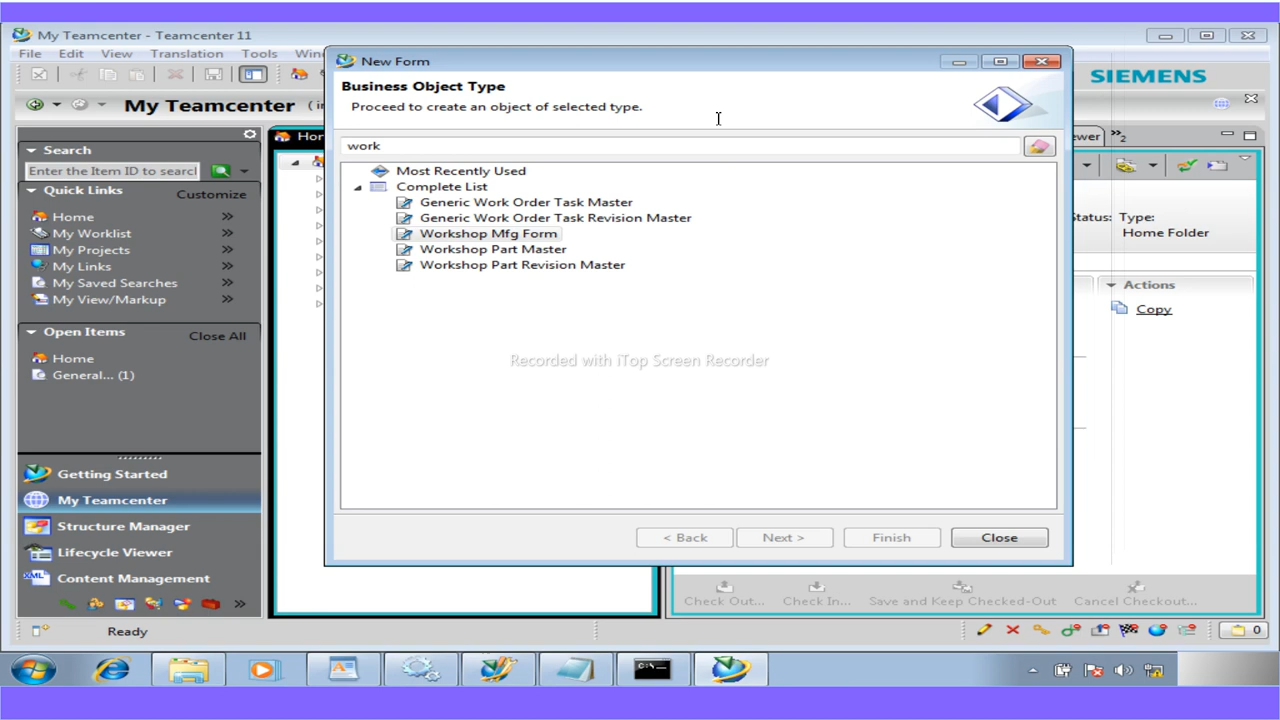 My Teamcenter - Teamcenter 11
File Edit View Translation Tools
My Teamcenter
SIEMENS
New Form
Business Object Type
Proceed to create an object of selected type.
work
Most Recently Used
Complete List
Generic Work Order Task Master
Generic Work Order Task Revision Master
Workshop Mfg Form
Workshop Part Master
Workshop Part Revision Master
Recorded with iTop Screen Recorder
< Back Next > Finish Close
Search
Enter the Item ID to search
Quick Links Customize
Home »
My Worklist »
My Projects »
My Links »
My Saved Searches »
My View/Markup »
Open Items Close All
Home
General... (1)
Getting Started
My Teamcenter
Structure Manager
Lifecycle Viewer
Content Management
»
Status: Type:
Home Folder
Actions
Copy
Check Out... Check In... Save and Keep Checked-Out Cancel Checkout...
Ready
0